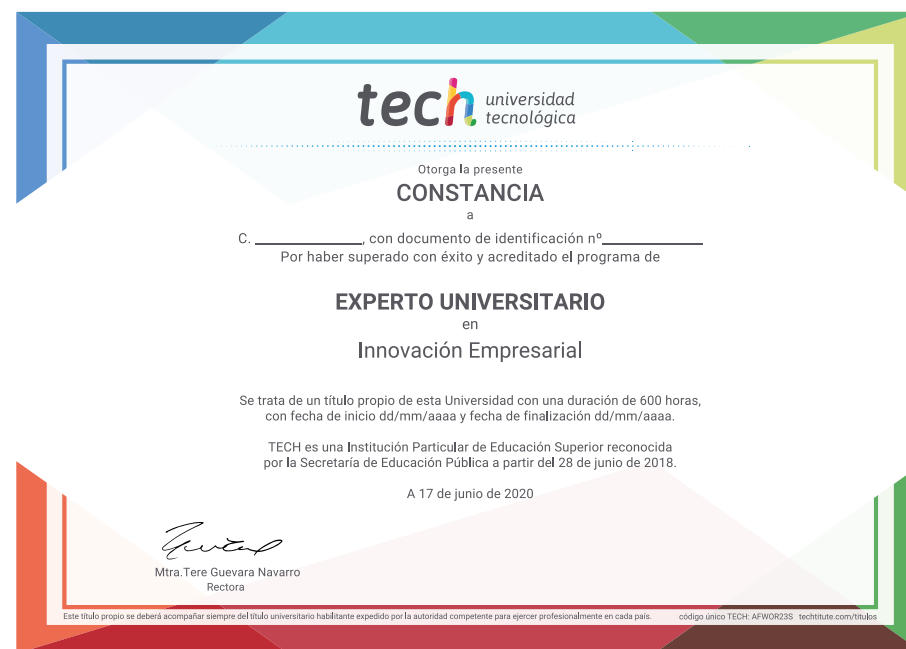 tech universidad
tecnológica
Otorga la presente
CONSTANCIA
a
C. ____________, con documento de identificación nº____________
Por haber superado con éxito y acreditado el programa de
EXPERTO UNIVERSITARIO
en
Innovación Empresarial
Se trata de un título propio de esta Universidad con una duración de 600 horas,
con fecha de inicio dd/mm/aaaa y fecha de finalización dd/mm/aaaa.
TECH es una Institución Particular de Educación Superior reconocida
por la Secretaría de Educación Pública a partir del 28 de junio de 2018.
A 17 de junio de 2020
Mtra.Tere Guevara Navarro
Rectora
Este título propio se deberá acompañar siempre del título universitario habilitante expedido por la autoridad competente para ejercer profesionalmente en cada país. código único TECH: AFWOR23S techtitute.com/titulos